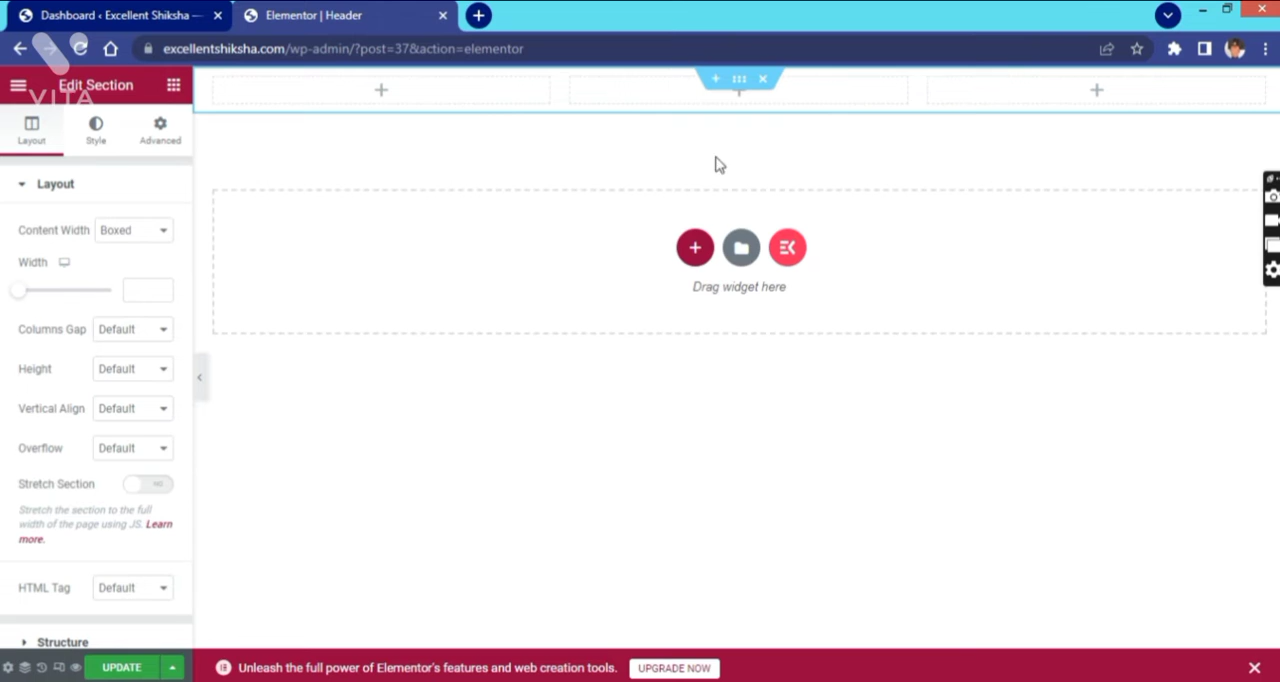 Dashboard ‹ Excellent Shiksha —
Elementor | Header
excellentshiksha.com/wp-admin/?post=37&action=elementor
Edit Section
VITA
Layout
Style
Advanced
Layout
Content Width Boxed
Width
Columns Gap Default
Height Default
Vertical Align Default
Overflow Default
Stretch Section NO
Stretch the section to the full
width of the page using JS. Learn
more.
HTML Tag Default
Structure
UPDATE
Drag widget here
Unleash the full power of Elementor's features and web creation tools. UPGRADE NOW